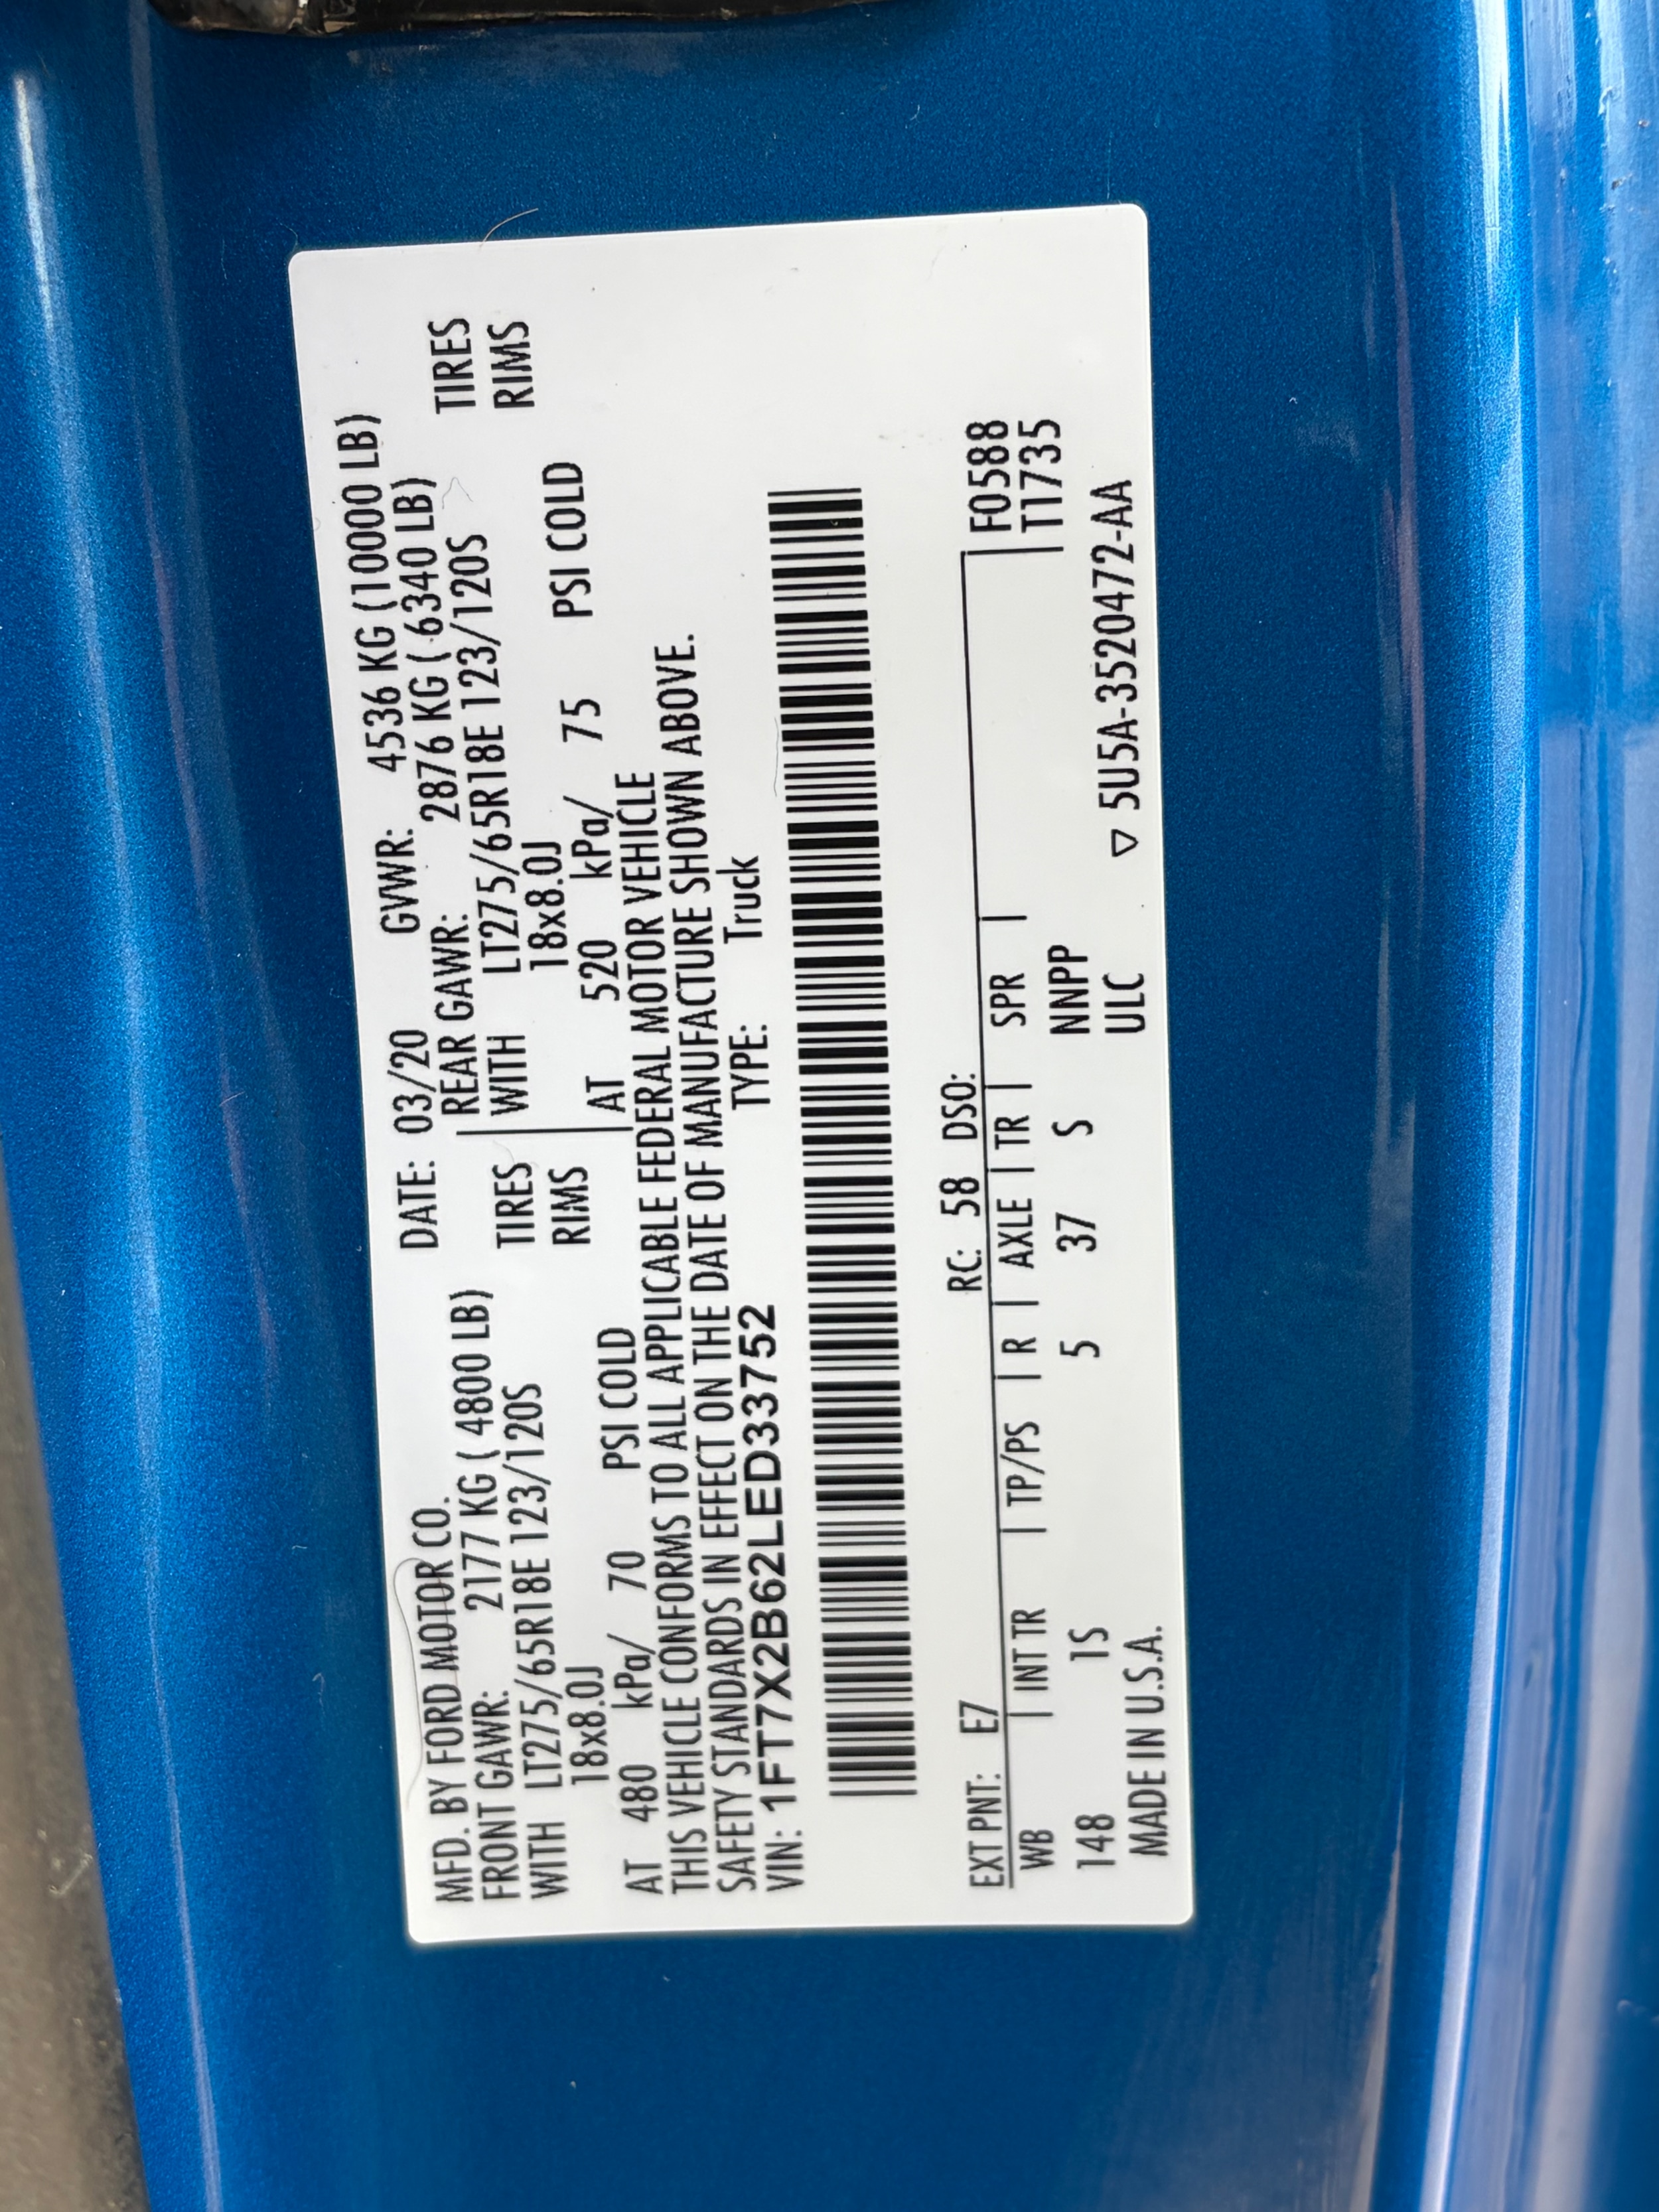 MFD. BY FORD MOTOR CO. DATE: 03/20 GVWR: 4536 KG (10000 LB)
FRONT GAWR: 2177 KG ( 4800 LB) REAR GAWR: 2876 KG ( 6340 LB)
WITH LT275/65R18E 123/120S TIRES WITH LT275/65R18E 123/120S TIRES
18x8.0J RIMS 18x8.0J RIMS
AT 480 kPa/ 70 PSI COLD AT 520 kPa/ 75 PSI COLD
THIS VEHICLE CONFORMS TO ALL APPLICABLE FEDERAL MOTOR VEHICLE
SAFETY STANDARDS IN EFFECT ON THE DATE OF MANUFACTURE SHOWN ABOVE.
VIN: 1FT7X2B62LED33752 TYPE: Truck
EXT PNT: E7 RC: 58 DSO:
WB INT TR TP/PS R AXLE TR SPR F0588
148 1S 5 37 S NNPP T1735
MADE IN U.S.A. ULC ▽ 5U5A-3520472-AA